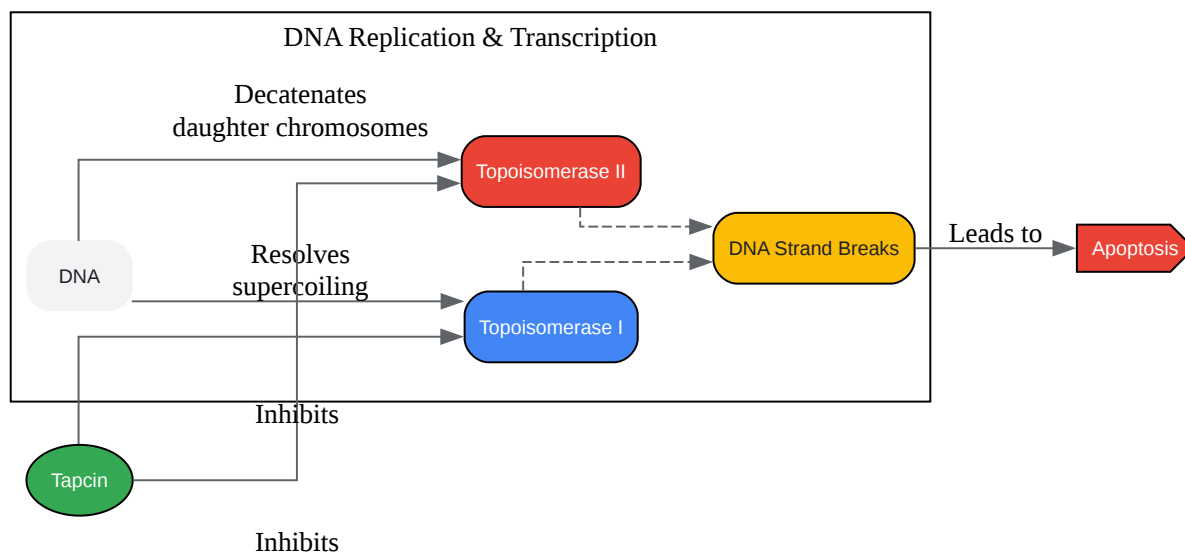 DNA Replication & Transcription
Decatenates
daughter chromosomes
Topoisomerase II
DNA
Resolves
supercoiling
Topoisomerase I
DNA Strand Breaks
Leads to
Apoptosis
Inhibits
Tapcin
Inhibits